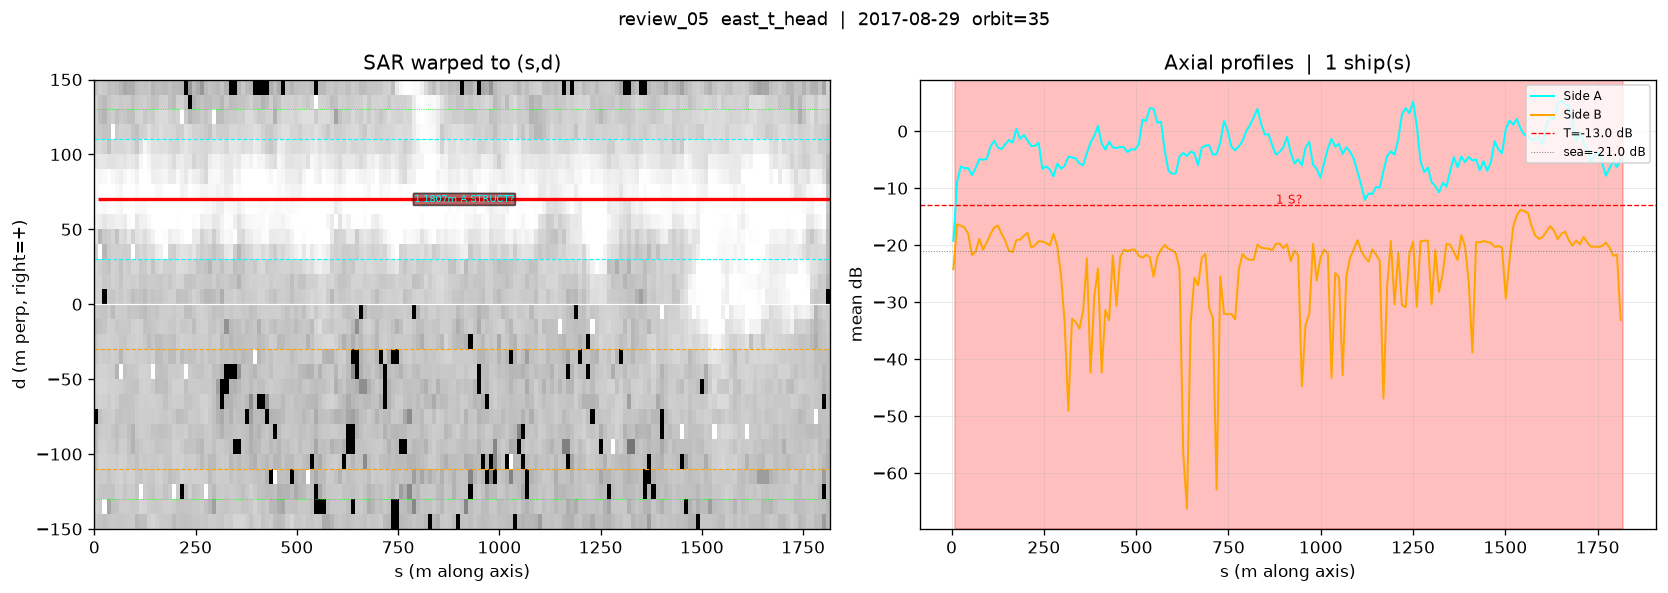 review_05  east_t_head  |  2017-08-29  orbit=35
SAR warped to (s,d)
d (m perp, right=+)
150
100
50
0
−50
−100
−150
1 1807m A STRUCT?
0
250
500
750
1000
1250
1500
1750
s (m along axis)
Axial profiles  |  1 ship(s)
mean dB
0
−10
−20
−30
−40
−50
−60
Side A
Side B
T=-13.0 dB
sea=-21.0 dB
1 S?
0
250
500
750
1000
1250
1500
1750
s (m along axis)